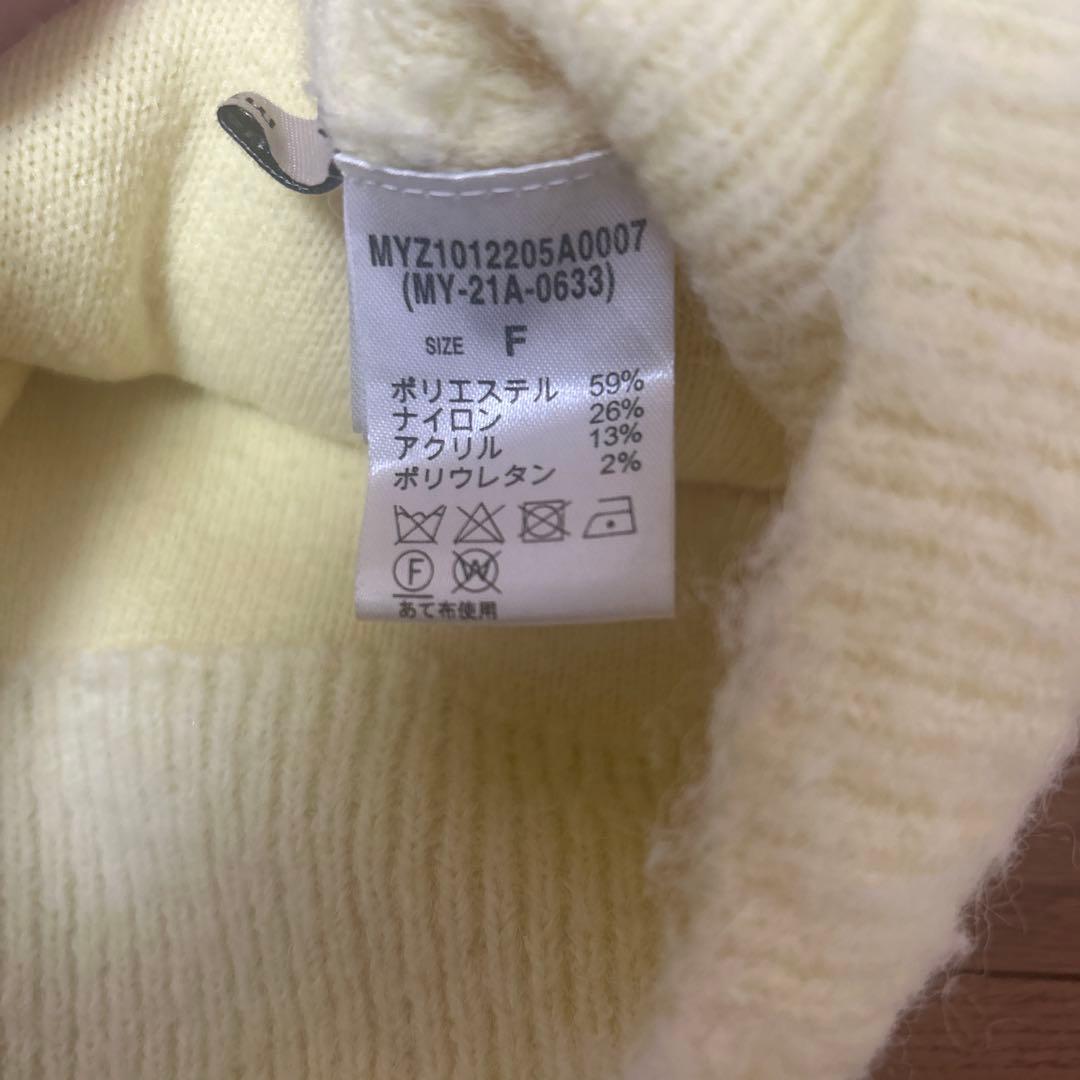 MYZ1012205A0007
(MY-21A-0633)
SIZE F
ポリエステル 59%
ナイロン 26%
アクリル 13%
ポリウレタン 2%
F W
あて布使用